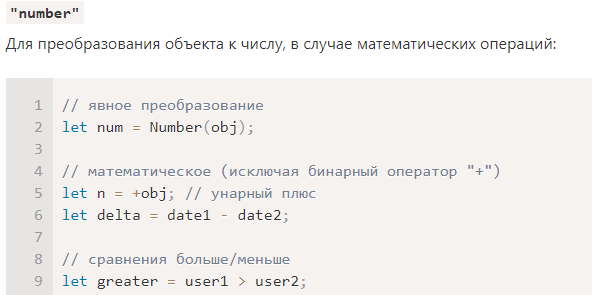 "number"
Для преобразования объекта к числу, в случае математических операций:
1 // явное преобразование
2 let num = Number(obj);
3
4 // математическое (исключая бинарный оператор "+")
5 let n = +obj; // унарный плюс
6 let delta = date1 - date2;
7
8 // сравнения больше/меньше
9 let greater = user1 > user2;